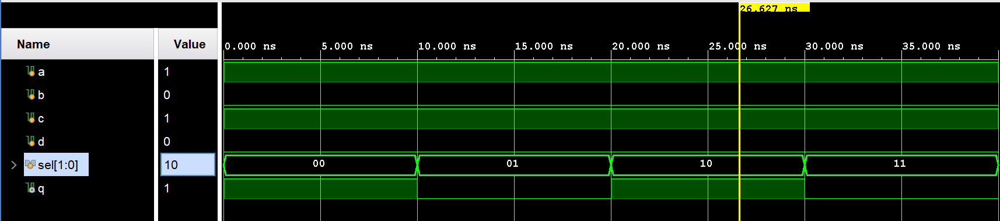 26.627 ns
Name Value
0.000 ns 5.000 ns 10.000 ns 15.000 ns 20.000 ns 25.000 ns 30.000 ns 35.000 ns
a 1
b 0
c 1
d 0
sel[1:0] 10 00 01 10 11
q 1